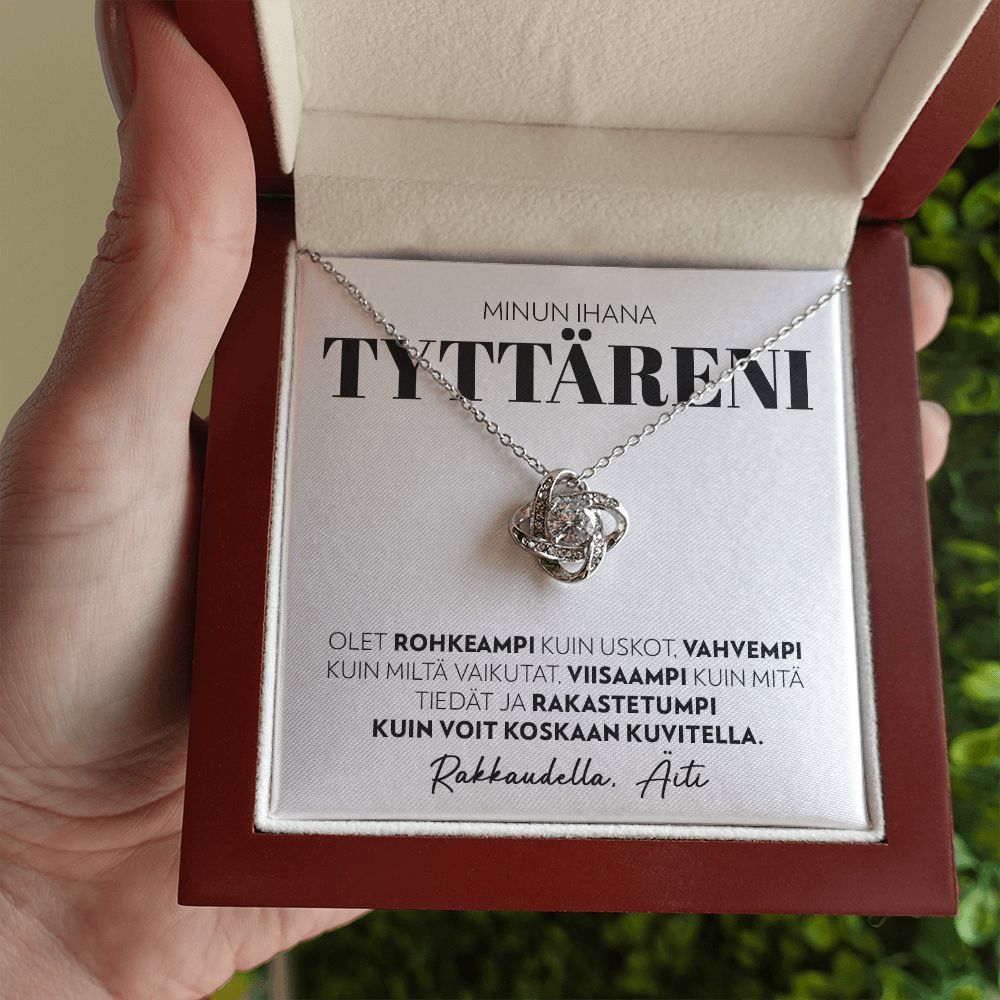 MINUN IHANA
TYTTÄRENI
OLET ROHKEAMPI KUIN USKOT, VAHVEMPI
KUIN MILTÄ VAIKUTAT, VIISAAMPI KUIN MITÄ
TIEDÄT JA RAKASTETUMPI
KUIN VOIT KOSKAAN KUVITELLA.
Rakkaudella, Äiti